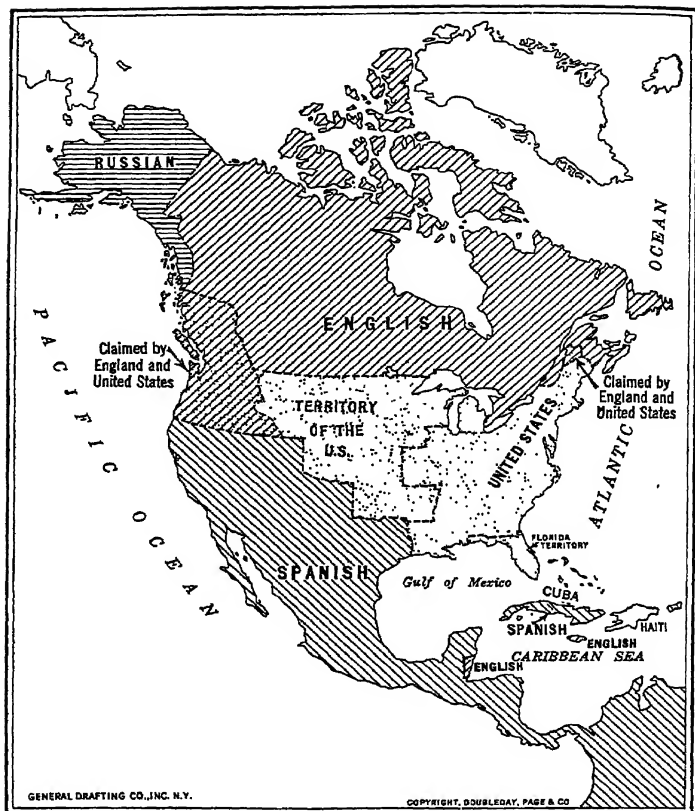 RUSSIAN
OCEAN
ENGLISH
PACIFIC OCEAN
Claimed by
England and
United States
Claimed by
England and
United States
TERRITORY
OF THE
U.S.
UNITED STATES
ATLANTIC
FLORIDA
TERRITORY
SPANISH
Gulf of Mexico
CUBA
SPANISH
HAITI
ENGLISH
CARIBBEAN SEA
ENGLISH
GENERAL DRAFTING CO., INC. N.Y.
COPYRIGHT, DOUBLEDAY, PAGE & CO